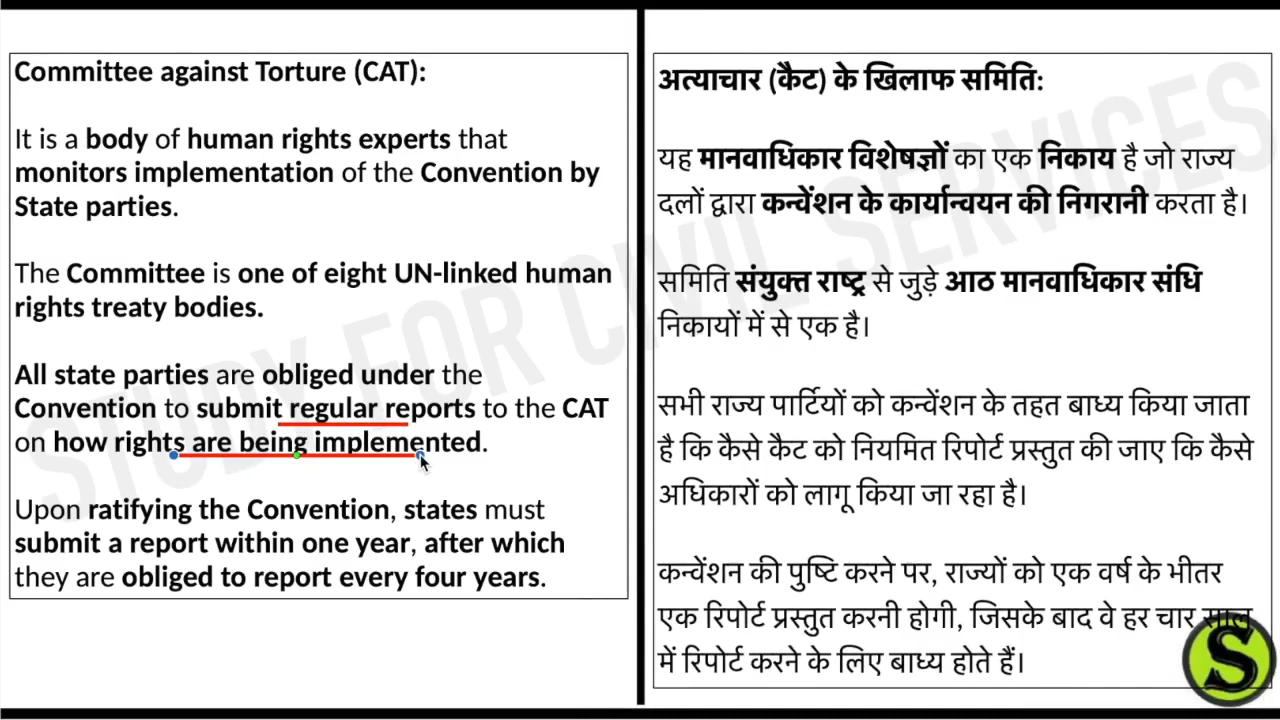 Committee against Torture (CAT):
It is a body of human rights experts that
monitors implementation of the Convention by
State parties.
The Committee is one of eight UN-linked human
rights treaty bodies.
All state parties are obliged under the
Convention to submit regular reports to the CAT
on how rights are being implemented.
Upon ratifying the Convention, states must
submit a report within one year, after which
they are obliged to report every four years.
अत्याचार (कैट) के खिलाफ समिति:
यह मानवाधिकार विशेषज्ञों का एक निकाय है जो राज्य
दलों द्वारा कन्वेंशन के कार्यान्वयन की निगरानी करता है।
समिति संयुक्त राष्ट्र से जुड़े आठ मानवाधिकार संधि
निकायों में से एक है।
सभी राज्य पार्टियों को कन्वेंशन के तहत बाध्य किया जाता
है कि कैसे कैट को नियमित रिपोर्ट प्रस्तुत की जाए कि कैसे
अधिकारों को लागू किया जा रहा है।
कन्वेंशन की पुष्टि करने पर, राज्यों को एक वर्ष के भीतर
एक रिपोर्ट प्रस्तुत करनी होगी, जिसके बाद वे हर चार साल
में रिपोर्ट करने के लिए बाध्य होते हैं।
STUDY FOR CIVIL SERVICES
S